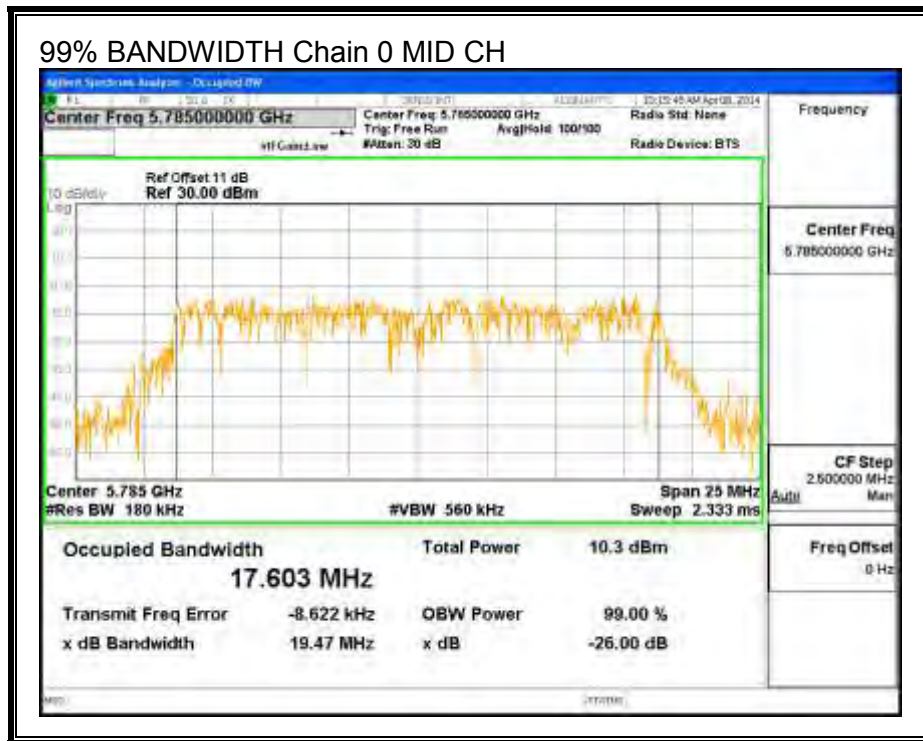 99% BANDWIDTH Chain 0 MID CH
Agilent Spectrum Analyzer - Occupied BW
Center Freq 5.785000000 GHz
Center Freq: 5.785000000 GHz
Radio Std: None
Trig: Free Run
Avg|Hold: 100/100
#Atten: 30 dB
Radio Device: BTS
Frequency
Ref Offset 11 dB
10 dB/div
Ref 30.00 dBm
Log
Center Freq
5.785000000 GHz
CF Step
2.500000 MHz
Auto
Man
Center 5.785 GHz
Span 25 MHz
#Res BW 180 kHz
#VBW 560 kHz
Sweep 2.333 ms
Freq Offset
0 Hz
Occupied Bandwidth
17.603 MHz
Total Power
10.3 dBm
Transmit Freq Error
-8.622 kHz
OBW Power
99.00 %
x dB Bandwidth
19.47 MHz
x dB
-26.00 dB